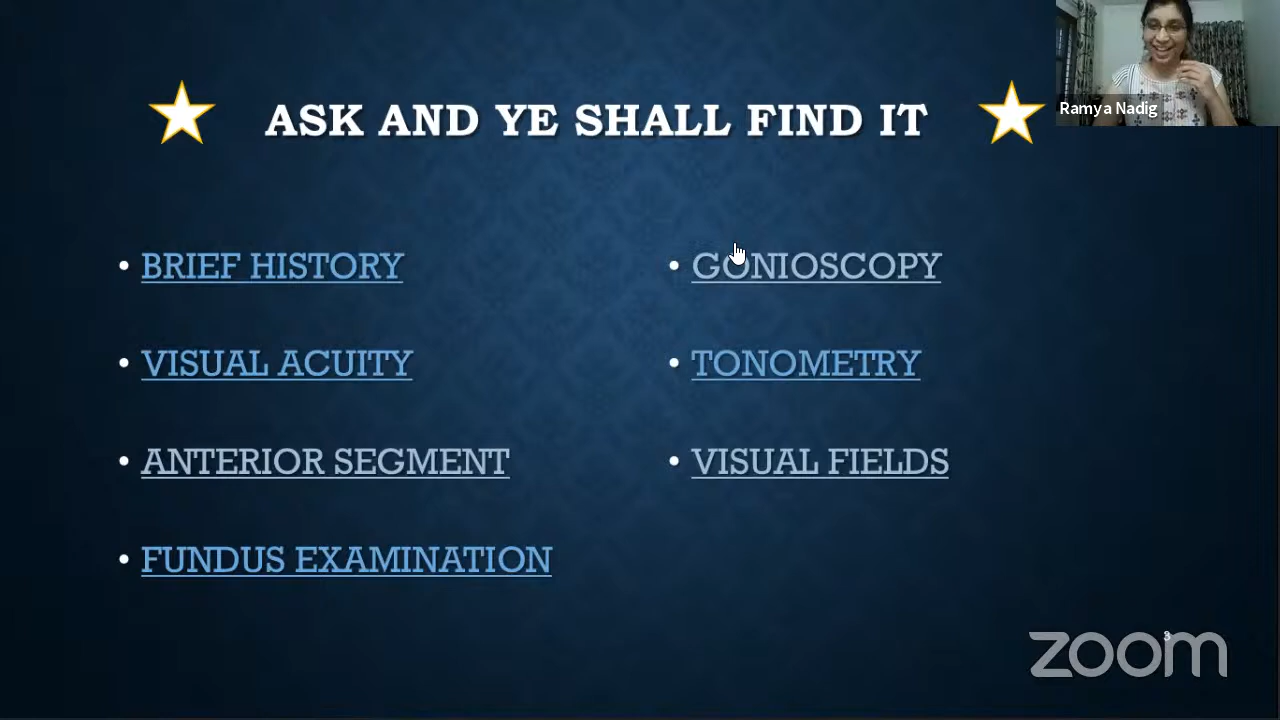 ASK AND YE SHALL FIND IT
Ramya Nadig
• BRIEF HISTORY
• VISUAL ACUITY
• ANTERIOR SEGMENT
• FUNDUS EXAMINATION
• GONIOSCOPY
• TONOMETRY
• VISUAL FIELDS
3
zoom